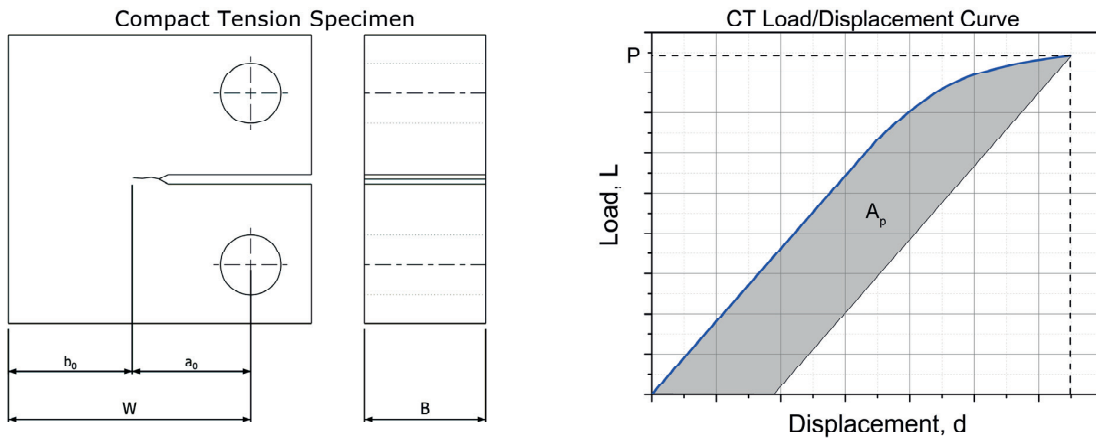 Compact Tension Specimen
h₀
a₀
W
B
CT Load/Displacement Curve
P
Load, L
Aₚ
Displacement, d